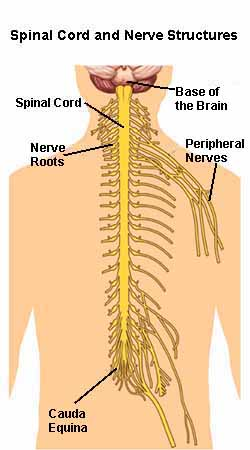 Spinal Cord and Nerve Structures
Base of
the Brain
Spinal Cord
Nerve
Roots
Peripheral
Nerves
Cauda
Equina